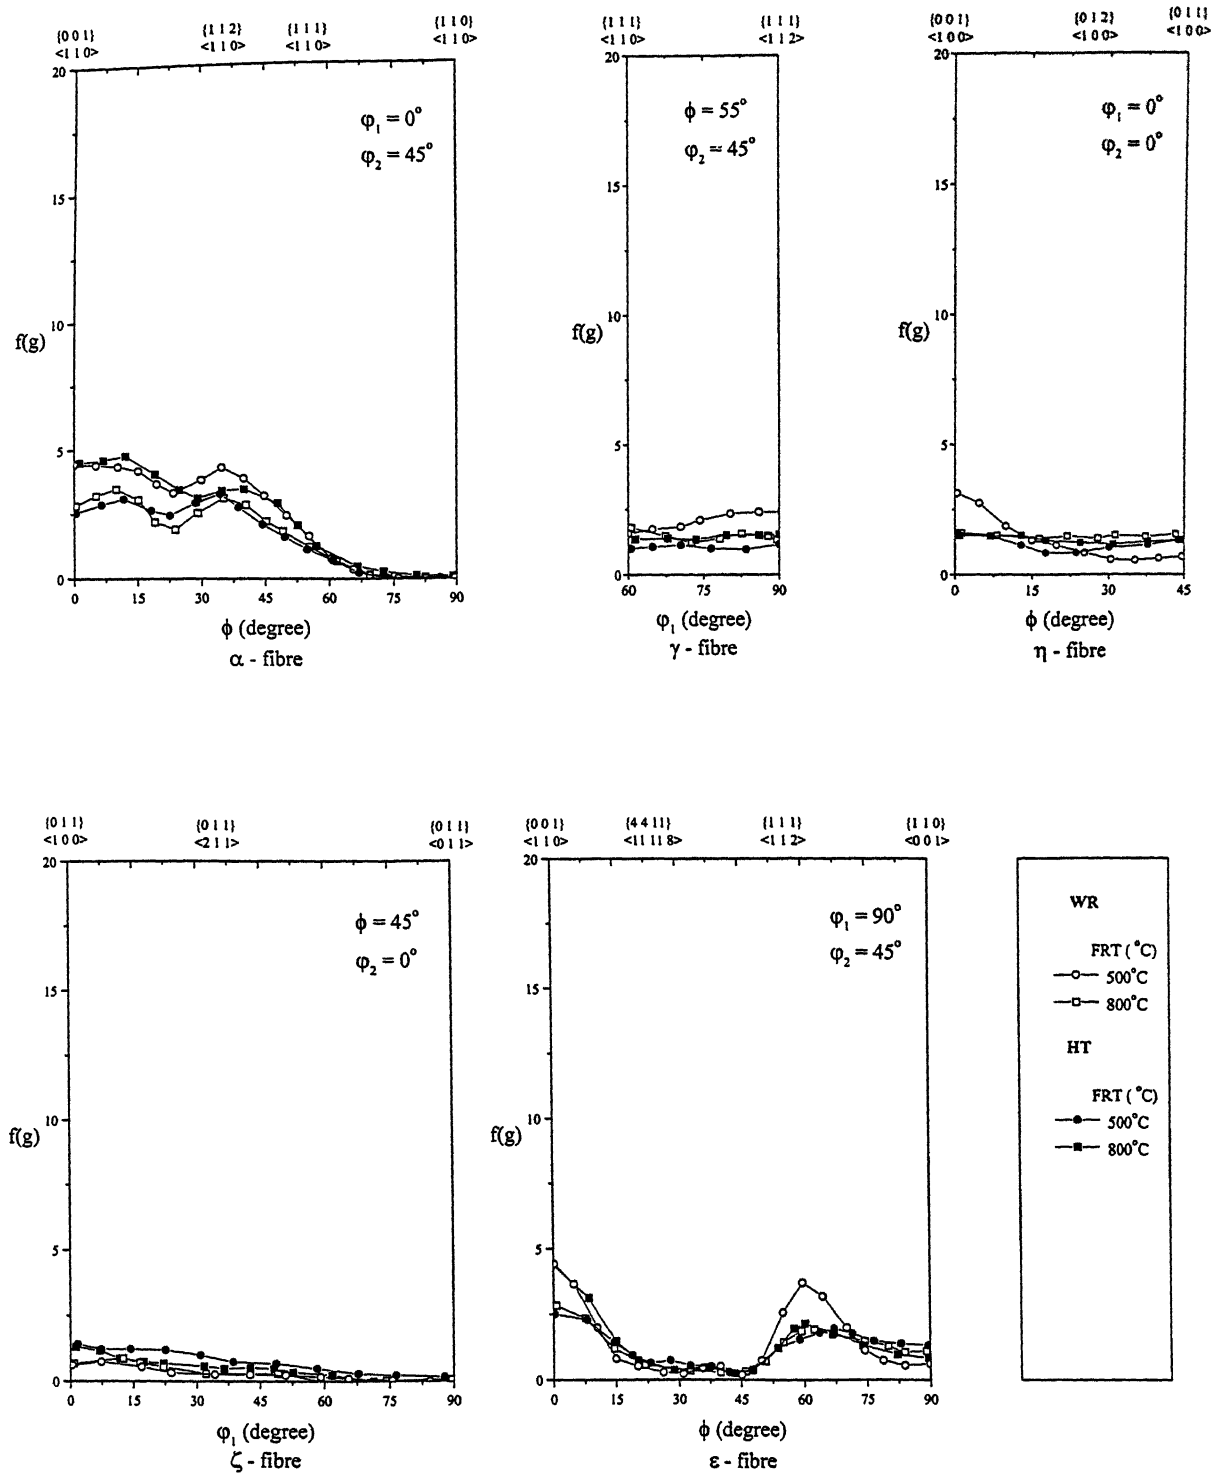 {0 0 1} {1 1 2} {1 1 1} {1 1 0}
<1 1 0> <1 1 0> <1 1 0> <1 1 0>
20
15
10
5
0
f(g)
φ₁ = 0°
φ₂ = 45°
0 15 30 45 60 75 90
ϕ (degree)
α - fibre
{1 1 1} {1 1 1}
<1 1 0> <1 1 2>
20
15
10
5
0
f(g)
ϕ = 55°
φ₂ = 45°
60 75 90
φ₁ (degree)
γ - fibre
{0 0 1} {0 1 2} {0 1 1}
<1 0 0> <1 0 0> <1 0 0>
20
15
10
5
0
f(g)
φ₁ = 0°
φ₂ = 0°
0 15 30 45
ϕ (degree)
η - fibre
{0 1 1} {0 1 1} {0 1 1}
<1 0 0> <2 1 1> <0 1 1>
20
15
10
5
0
f(g)
ϕ = 45°
φ₂ = 0°
0 15 30 45 60 75 90
φ₁ (degree)
ζ - fibre
{0 0 1} {4 4 11} {1 1 1} {1 1 0}
<1 1 0> <11 11 8> <1 1 2> <0 0 1>
20
15
10
5
0
f(g)
φ₁ = 90°
φ₂ = 45°
0 15 30 45 60 75 90
ϕ (degree)
ε - fibre
WR
FRT (°C)
500°C
800°C
HT
FRT (°C)
500°C
800°C